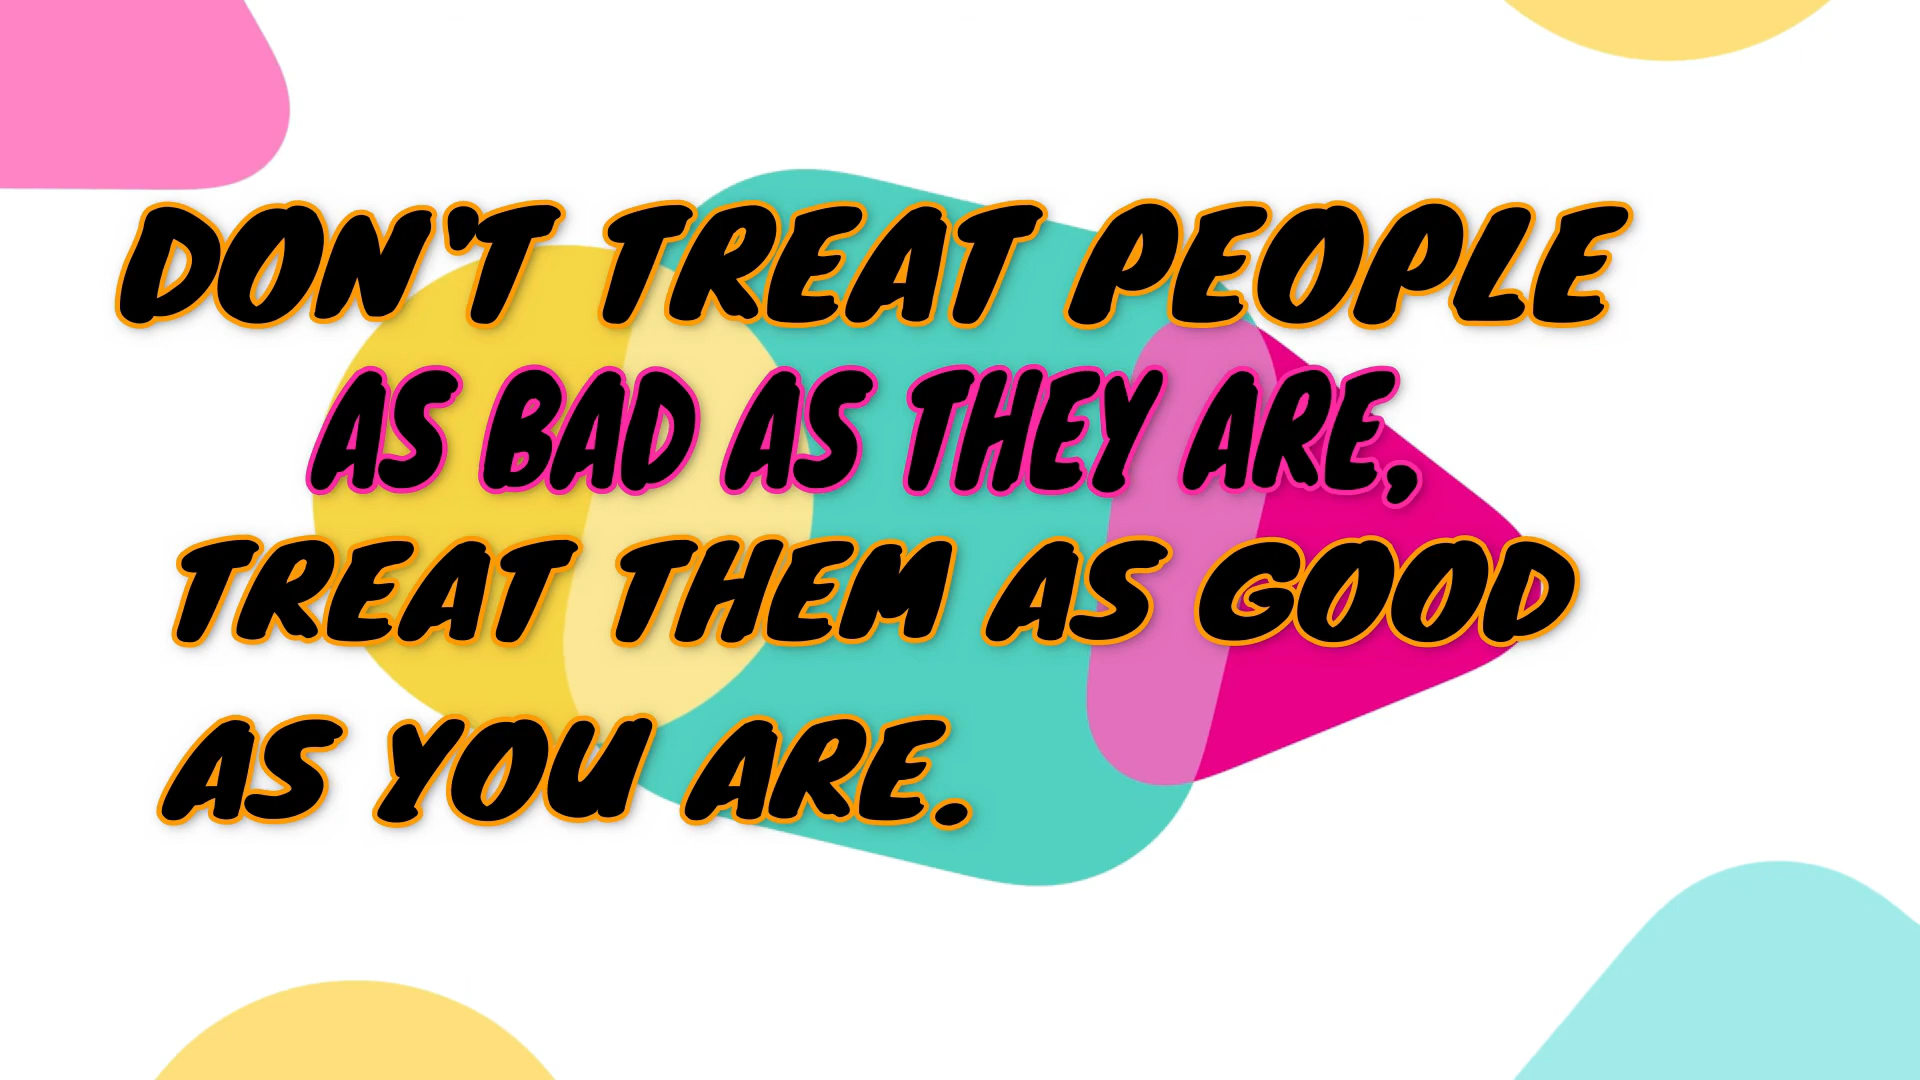 DON'T TREAT PEOPLE
AS BAD AS THEY ARE,
TREAT THEM AS GOOD
AS YOU ARE.